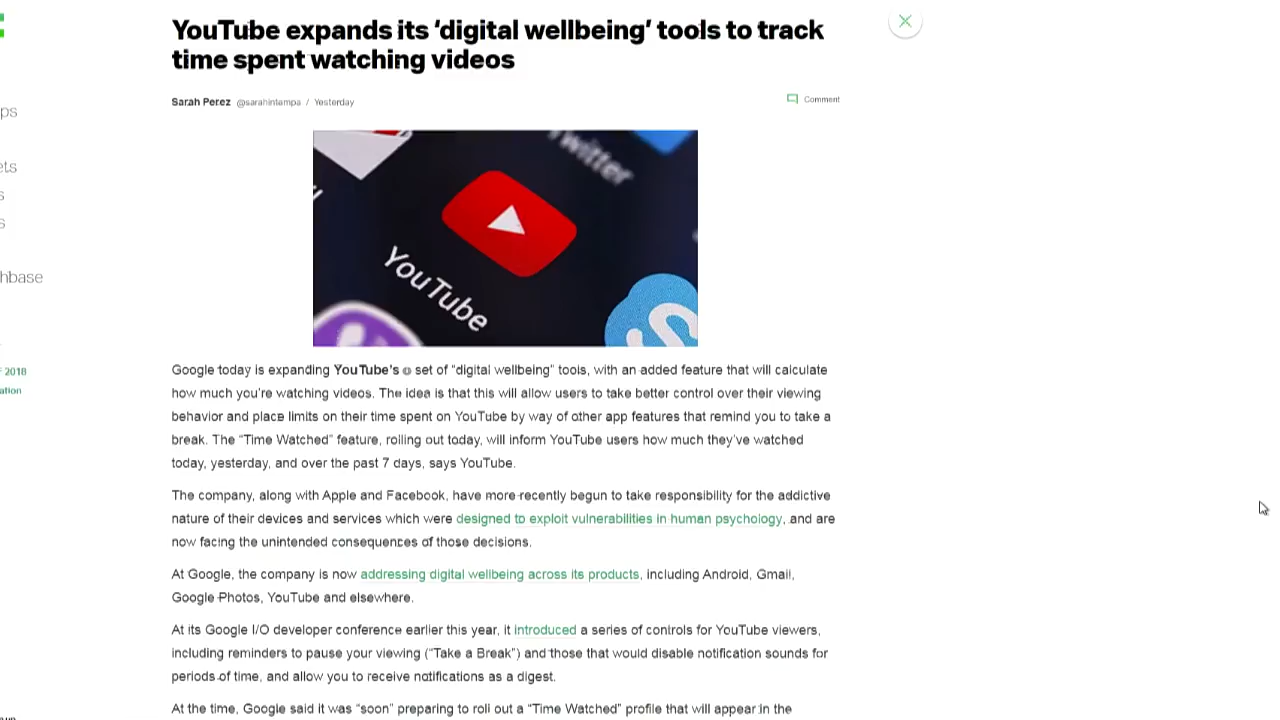 YouTube expands its ‘digital wellbeing’ tools to track
time spent watching videos
Sarah Perez @sarahintampa / Yesterday
Comment
ps
ets
s
s
hbase
2018
ation
Twitter
YouTube
Google today is expanding YouTube’s set of “digital wellbeing” tools, with an added feature that will calculate
how much you’re watching videos. The idea is that this will allow users to take better control over their viewing
behavior and place limits on their time spent on YouTube by way of other app features that remind you to take a
break. The “Time Watched” feature, rolling out today, will inform YouTube users how much they’ve watched
today, yesterday, and over the past 7 days, says YouTube.
The company, along with Apple and Facebook, have more recently begun to take responsibility for the addictive
nature of their devices and services which were designed to exploit vulnerabilities in human psychology, and are
now facing the unintended consequences of those decisions.
At Google, the company is now addressing digital wellbeing across its products, including Android, Gmail,
Google Photos, YouTube and elsewhere.
At its Google I/O developer conference earlier this year, it introduced a series of controls for YouTube viewers,
including reminders to pause your viewing (“Take a Break”) and those that would disable notification sounds for
periods of time, and allow you to receive notifications as a digest.
At the time, Google said it was “soon” preparing to roll out a “Time Watched” profile that will appear in the